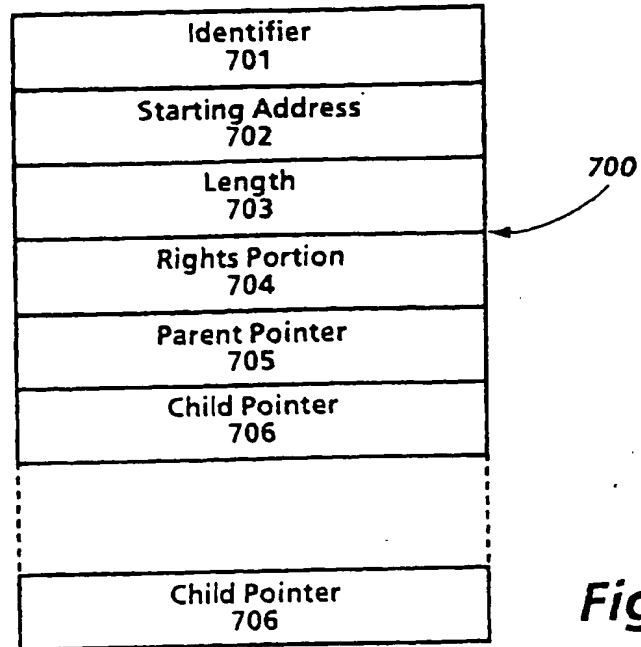 Identifier
701
Starting Address
702
Length
703
700
Rights Portion
704
Parent Pointer
705
Child Pointer
706
Child Pointer
706
Fig